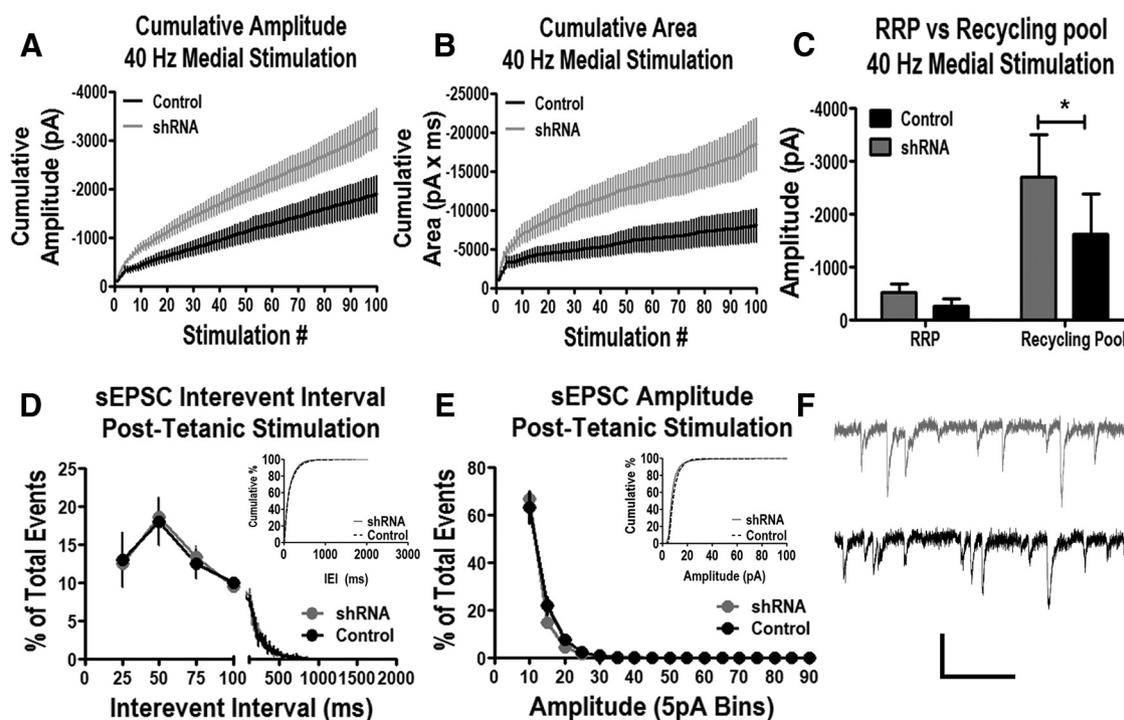 A
Cumulative Amplitude
40 Hz Medial Stimulation
-4000
-3000
-2000
-1000
0
Control
shRNA
Cumulative
Amplitude (pA)
0 10 20 30 40 50 60 70 80 90 100
Stimulation #
B
Cumulative Area
40 Hz Medial Stimulation
-25000
-20000
-15000
-10000
-5000
0
Control
shRNA
Cumulative
Area (pA x ms)
0 10 20 30 40 50 60 70 80 90 100
Stimulation #
C
RRP vs Recycling pool
40 Hz Medial Stimulation
-4000
-3000
-2000
-1000
0
Control
shRNA
*
Amplitude (pA)
RRP Recycling Pool
D
sEPSC Interevent Interval
Post-Tetanic Stimulation
25
20
15
10
5
0
% of Total Events
100
80
60
40
20
0
Cumulative %
shRNA
Control
0 1000 2000 3000
IEI (ms)
shRNA
Control
0 25 50 75 100 500 1000 1500 2000
Interevent Interval (ms)
E
sEPSC Amplitude
Post-Tetanic Stimulation
80
60
40
20
0
% of Total Events
100
80
60
40
20
0
Cumulative %
shRNA
Control
0 20 40 60 80 100
Amplitude (pA)
shRNA
Control
0 10 20 30 40 50 60 70 80 90
Amplitude (5pA Bins)
F